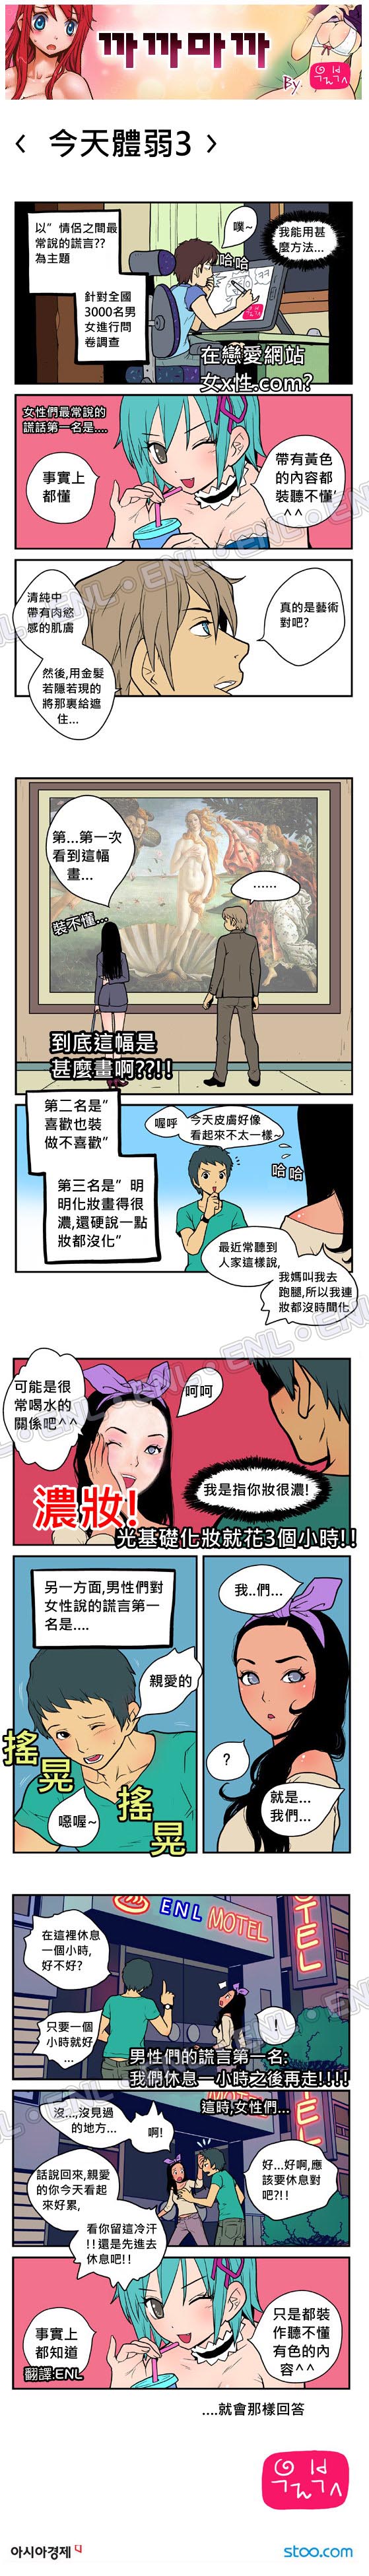 까까마까
By.
< 今天體弱3 >
以”情侶之間最
常說的謊言??
為主題
針對全國
3000名男
女進行問
卷調查
噗~
哈哈
我能用甚
麼方法...
在戀愛網站
女x性.com?
女性們最常說的
謊話第一名是....
事實上
都懂
帶有黃色
的內容都
裝聽不懂
^^
清純中
帶有肉慾
感的肌膚
然後,用金髮
若隱若現的
將那裏給遮
住...
真的是藝術
對吧?
第...第一次
看到這幅
畫...
......
裝不懂...
到底這幅是
甚麼畫啊??!!
第二名是”
喜歡也裝
做不喜歡”
第三名是”明
明化妝畫得很
濃,還硬說一點
妝都沒化”
喔呼
今天皮膚好像
看起來不太一樣~
哈哈
最近常聽到
人家這樣說,
我媽叫我去
跑腿,所以我連
妝都沒時間化
可能是很
常喝水的
關係吧^^
呵呵
濃妝!
我是指你妝很濃!
光基礎化妝就花3個小時!!
另一方面,男性們對
女性說的謊言第一
名是....
親愛的
搖晃
噁喔~
搖晃
我..們...
?
就是...
我們...
ENL MOTEL
MOTEL
在這裡休息
一個小時,
好不好?
只要一個
小時就好
...
!
男性們的謊言第一名:
我們休息一小時之後再走!!!!
這時,女性們...
沒...,沒見過
的地方...
啊!
話說回來,親愛
的你今天看起
來好累,
看你留這冷汗
!!還是先進去
休息吧!!
好...好啊,應
該要休息對
吧?!!
事實上
都知道
翻譯:ENL
只是都裝
作聽不懂
有色的內
容^^
....就會那樣回答
아시아경제
stoo.com